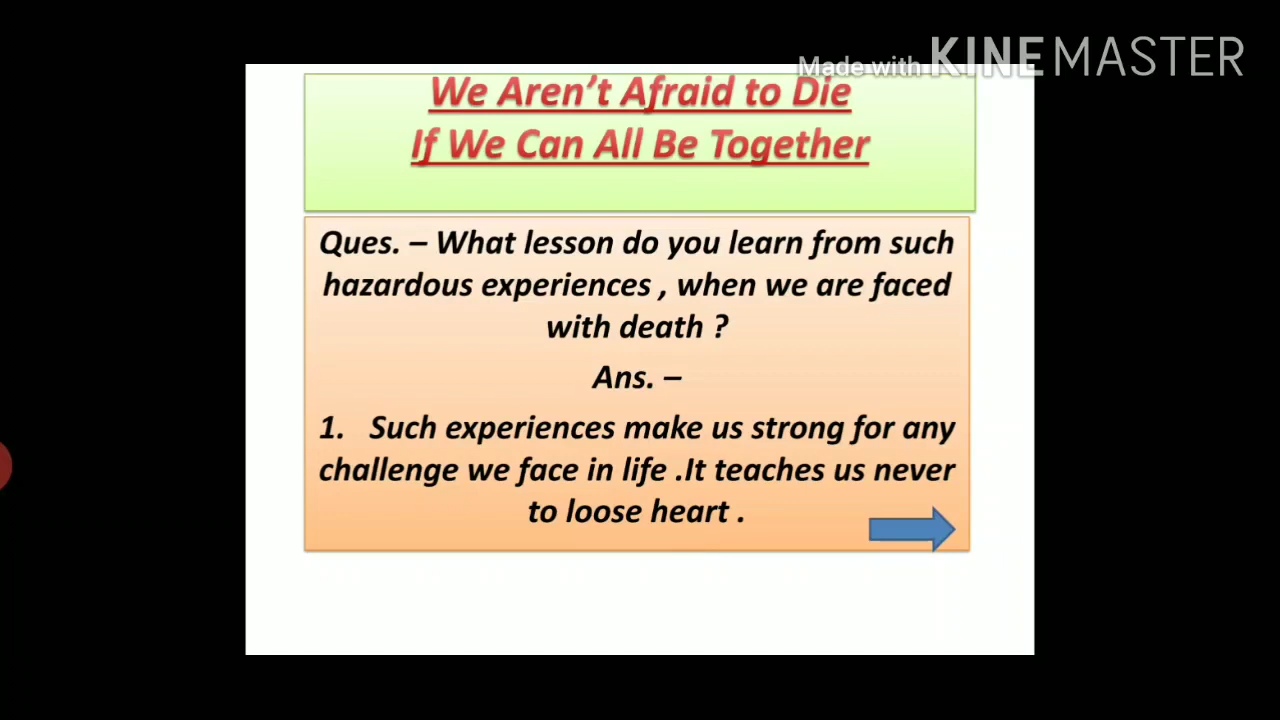 Made with KINEMASTER
We Aren't Afraid to Die
If We Can All Be Together
Ques. – What lesson do you learn from such
hazardous experiences , when we are faced
with death ?
Ans. –
1. Such experiences make us strong for any
challenge we face in life .It teaches us never
to loose heart .